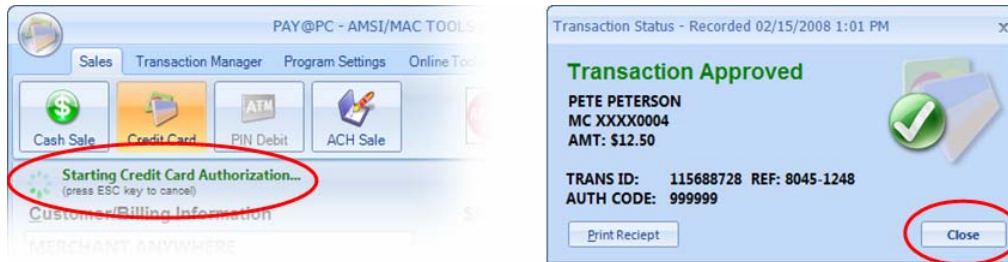 PAY@PC - AMSI/MAC TOOLS
Sales Transaction Manager Program Settings Online
Cash Sale Credit Card PIN Debit ACH Sale
ATM
Starting Credit Card Authorization...
(press ESC key to cancel)
Customer/Billing Information
MERCHANT ANYWHERE
Transaction Status - Recorded 02/15/2008 1:01 PM x
Transaction Approved
PETE PETERSON
MC XXXX0004
AMT: $12.50
TRANS ID: 115688728 REF: 8045-1248
AUTH CODE: 999999
Print Reciept Close